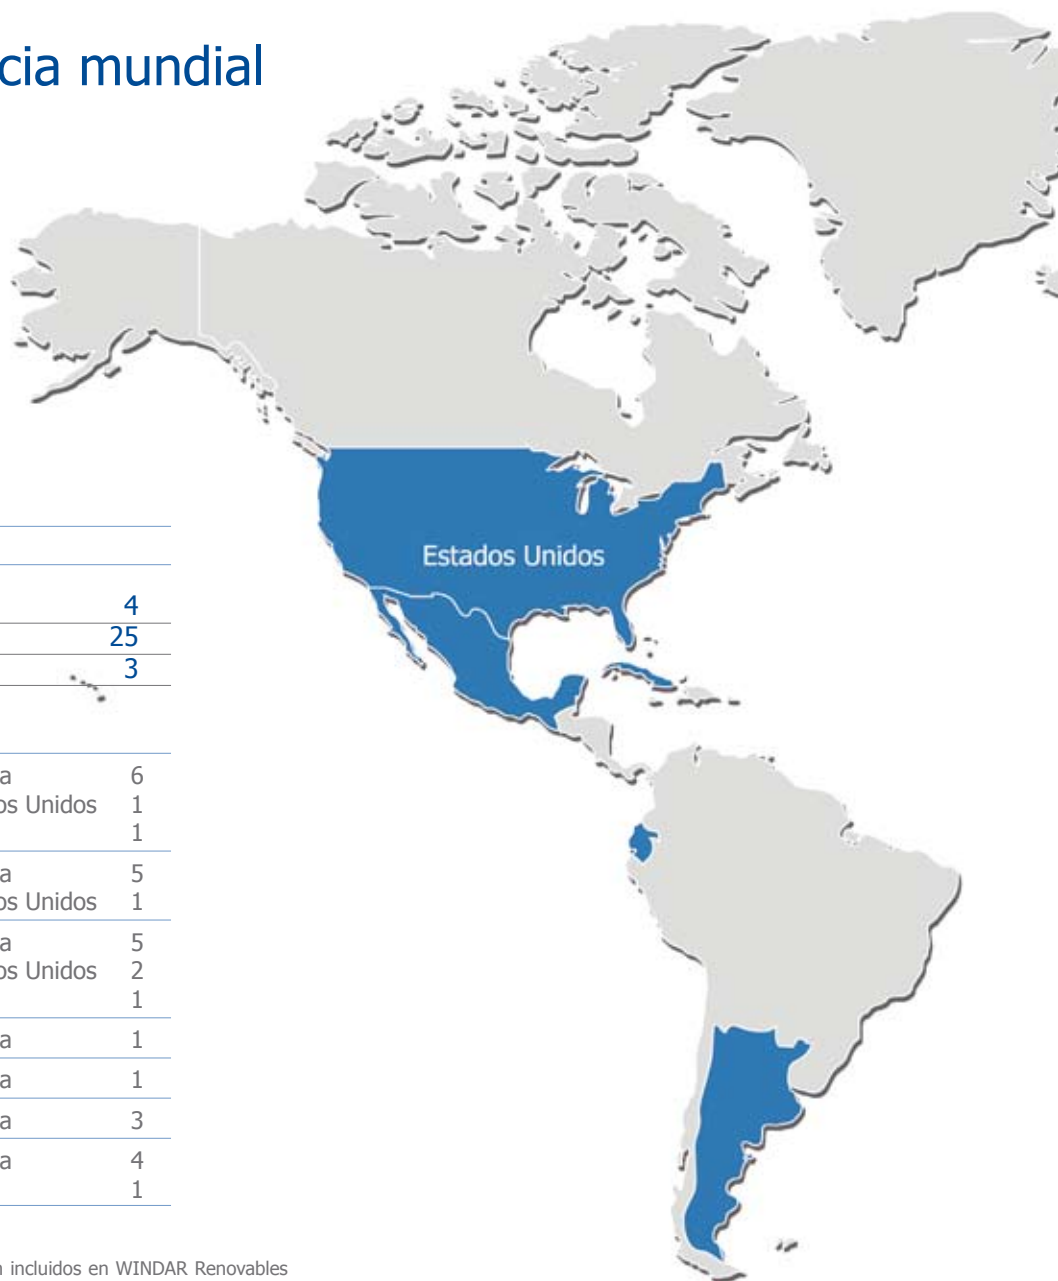 cia mundial
Estados Unidos
4
25
3
a 6
os Unidos 1
1
a 5
os Unidos 1
a 5
os Unidos 2
1
a 1
a 1
a 3
a 4
1
n incluidos en WINDAR Renovables